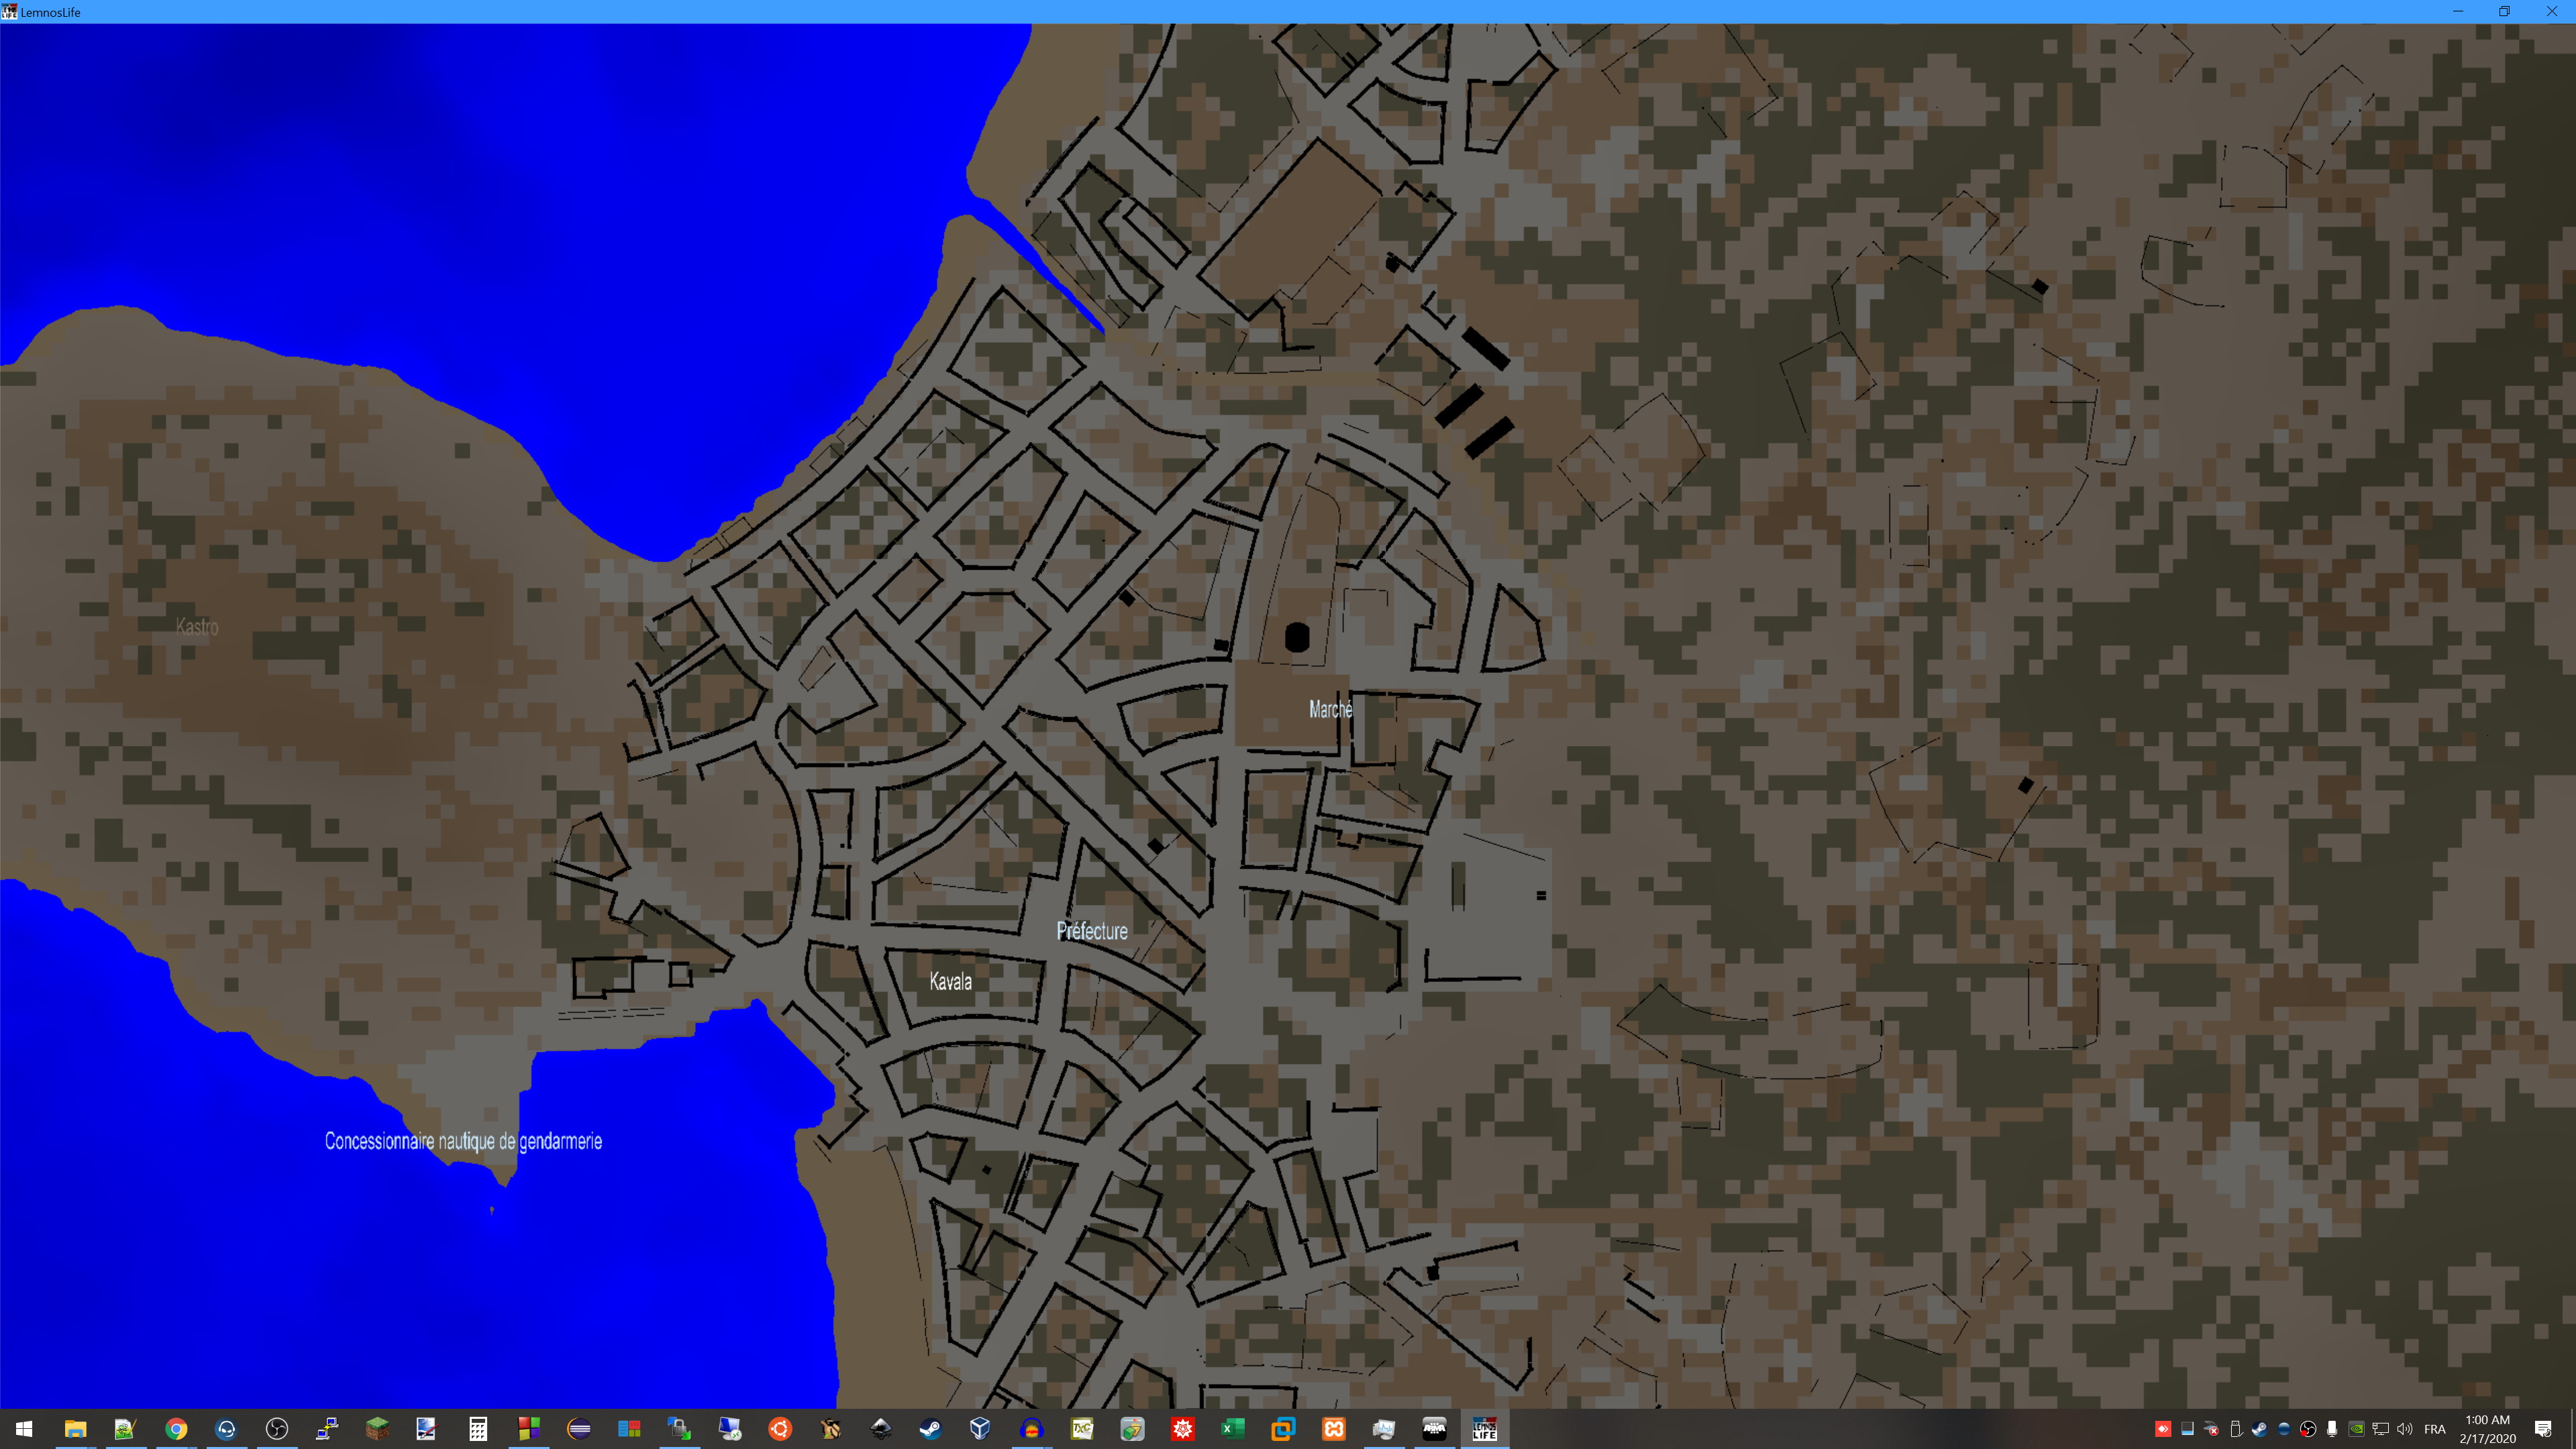 LemnosLife
Kastro
Marché
Préfecture
Kavala
Concessionnaire nautique de gendarmerie
FRA
1:00 AM
2/17/2020